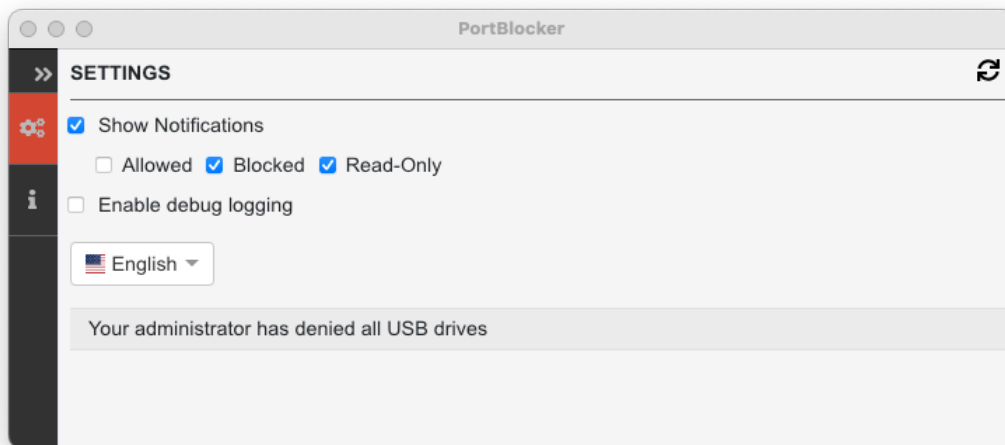 PortBlocker
SETTINGS
Show Notifications
Allowed Blocked Read-Only
Enable debug logging
English
Your administrator has denied all USB drives